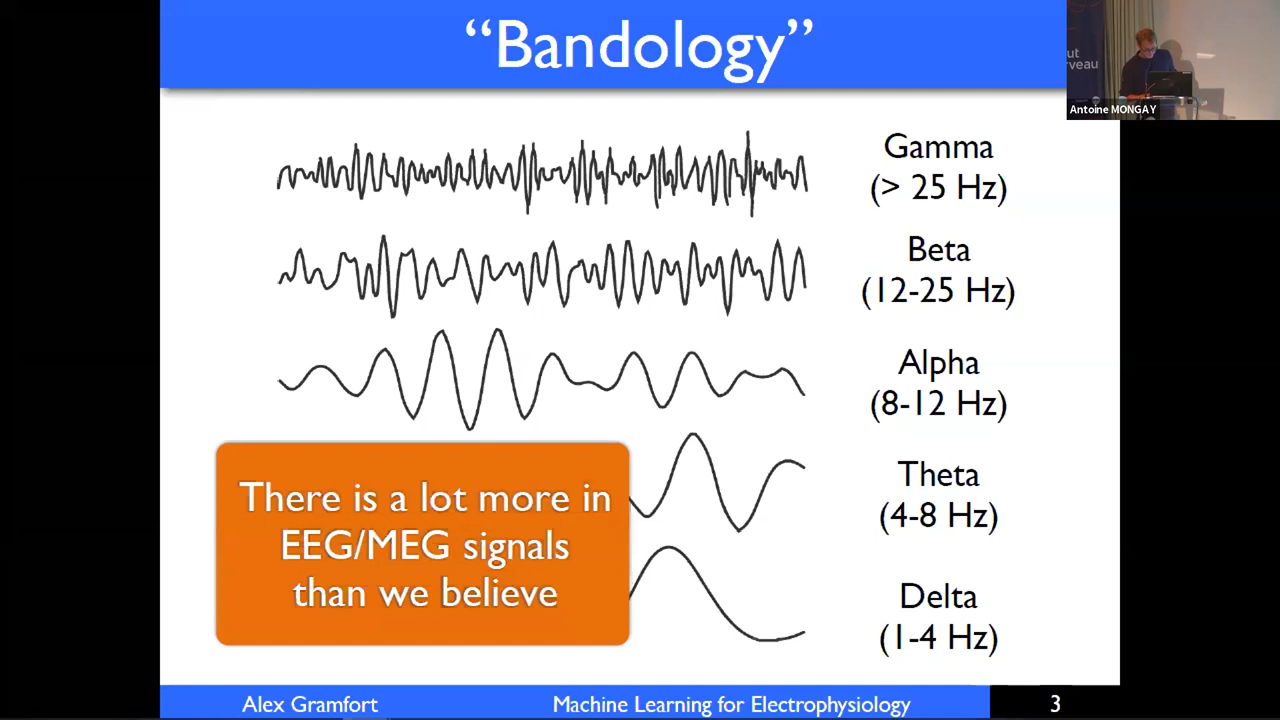 “Bandology”
ut
rveau
Antoine MONGAY
Gamma
(> 25 Hz)
Beta
(12-25 Hz)
Alpha
(8-12 Hz)
Theta
(4-8 Hz)
There is a lot more in
EEG/MEG signals
than we believe
Delta
(1-4 Hz)
Alex Gramfort
Machine Learning for Electrophysiology
3